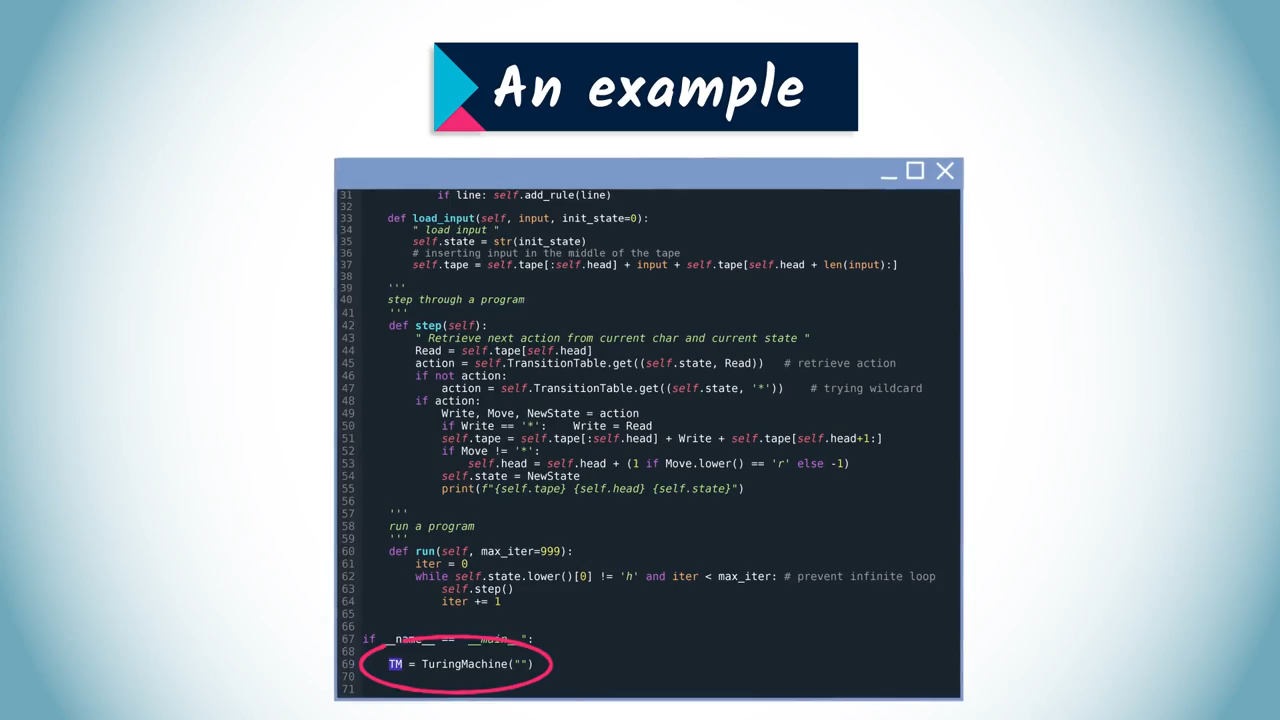 An example
31 if line: self.add_rule(line)
32
33 def load_input(self, input, init_state=0):
34 " load input "
35 self.state = str(init_state)
36 # inserting input in the middle of the tape
37 self.tape = self.tape[:self.head] + input + self.tape[self.head + len(input):]
38
39 '''
40 step through a program
41 '''
42 def step(self):
43 " Retrieve next action from current char and current state "
44 Read = self.tape[self.head]
45 action = self.TransitionTable.get((self.state, Read)) # retrieve action
46 if not action:
47 action = self.TransitionTable.get((self.state, '*')) # trying wildcard
48 if action:
49 Write, Move, NewState = action
50 if Write == '*': Write = Read
51 self.tape = self.tape[:self.head] + Write + self.tape[self.head+1:]
52 if Move != '*':
53 self.head = self.head + (1 if Move.lower() == 'r' else -1)
54 self.state = NewState
55 print(f"{self.tape} {self.head} {self.state}")
56
57 '''
58 run a program
59 '''
60 def run(self, max_iter=999):
61 iter = 0
62 while self.state.lower()[0] != 'h' and iter < max_iter: # prevent infinite loop
63 self.step()
64 iter += 1
65
66
67 if __name__ == "__main__":
68
69 TM = TuringMachine("")
70
71